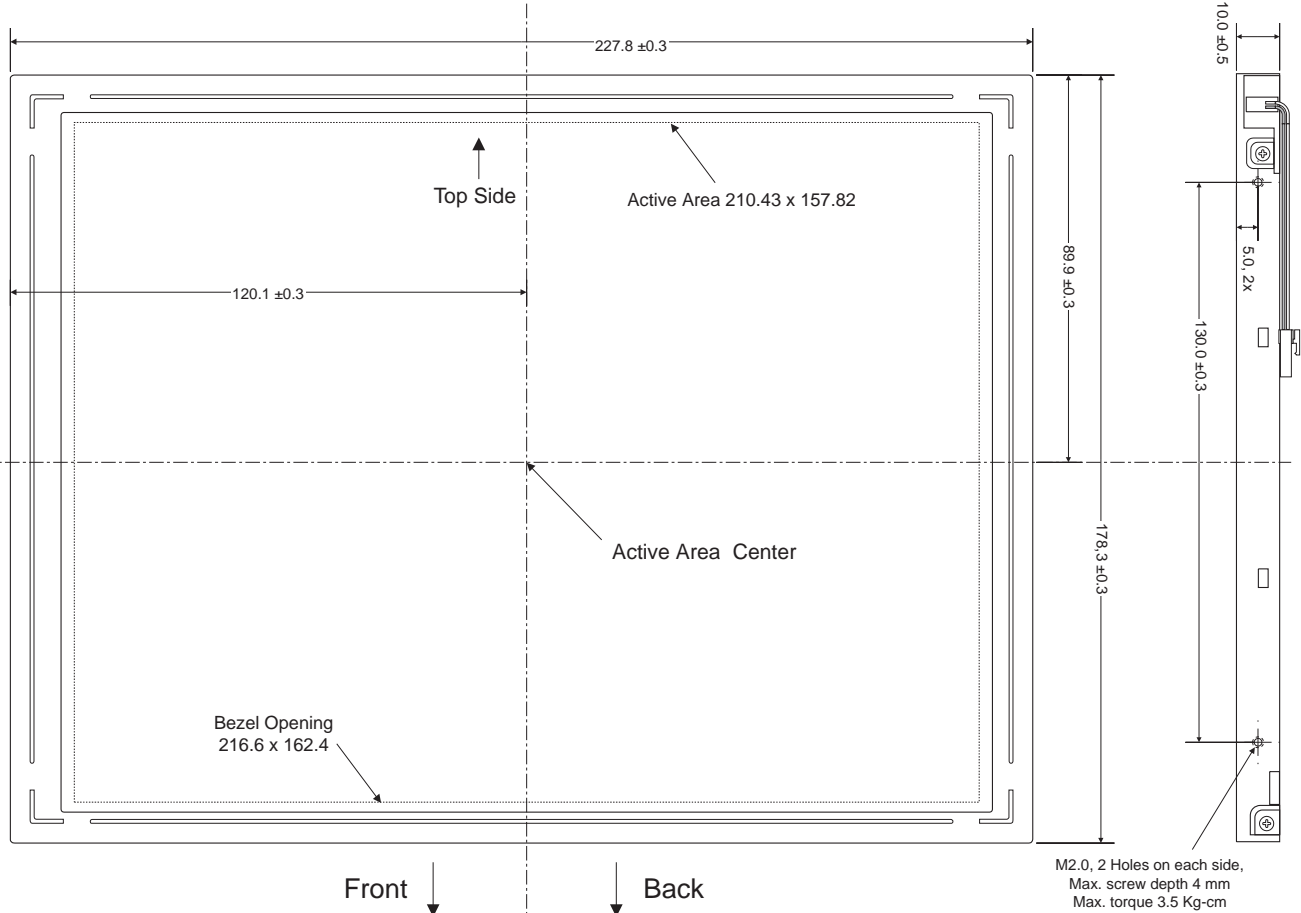 227.8 ±0.3
10.0 ±0.5
Top Side
Active Area 210.43 x 157.82
89.9 ±0.3
5.0, 2x
120.1 ±0.3
130.0 ±0.3
Active Area Center
178,3 ±0.3
Bezel Opening
216.6 x 162.4
Front
Back
M2.0, 2 Holes on each side,
Max. screw depth 4 mm
Max. torque 3.5 Kg-cm